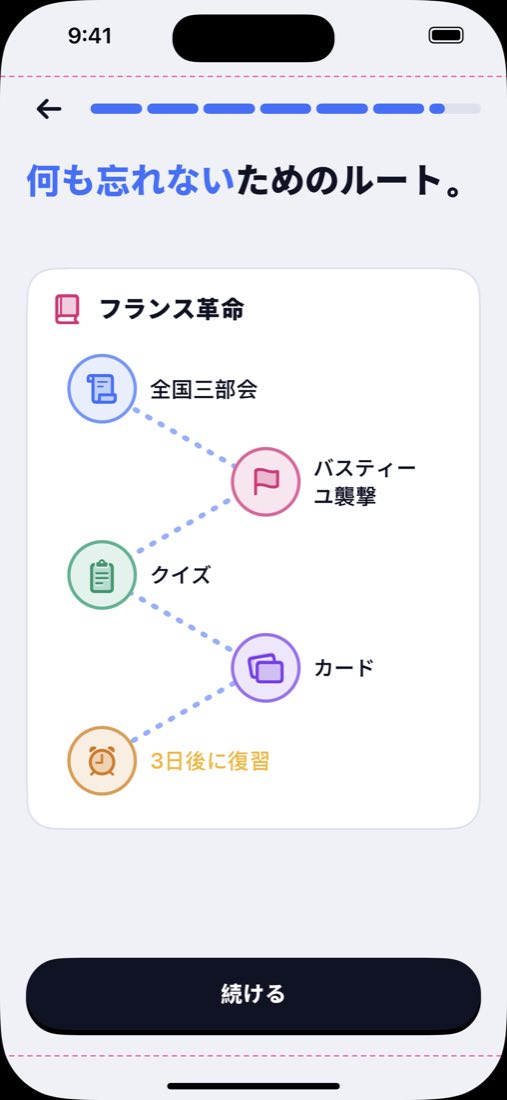 9:41
何も忘れないためのルート。
フランス革命
全国三部会
バスティー
ユ襲撃
クイズ
カード
3日後に復習
続ける